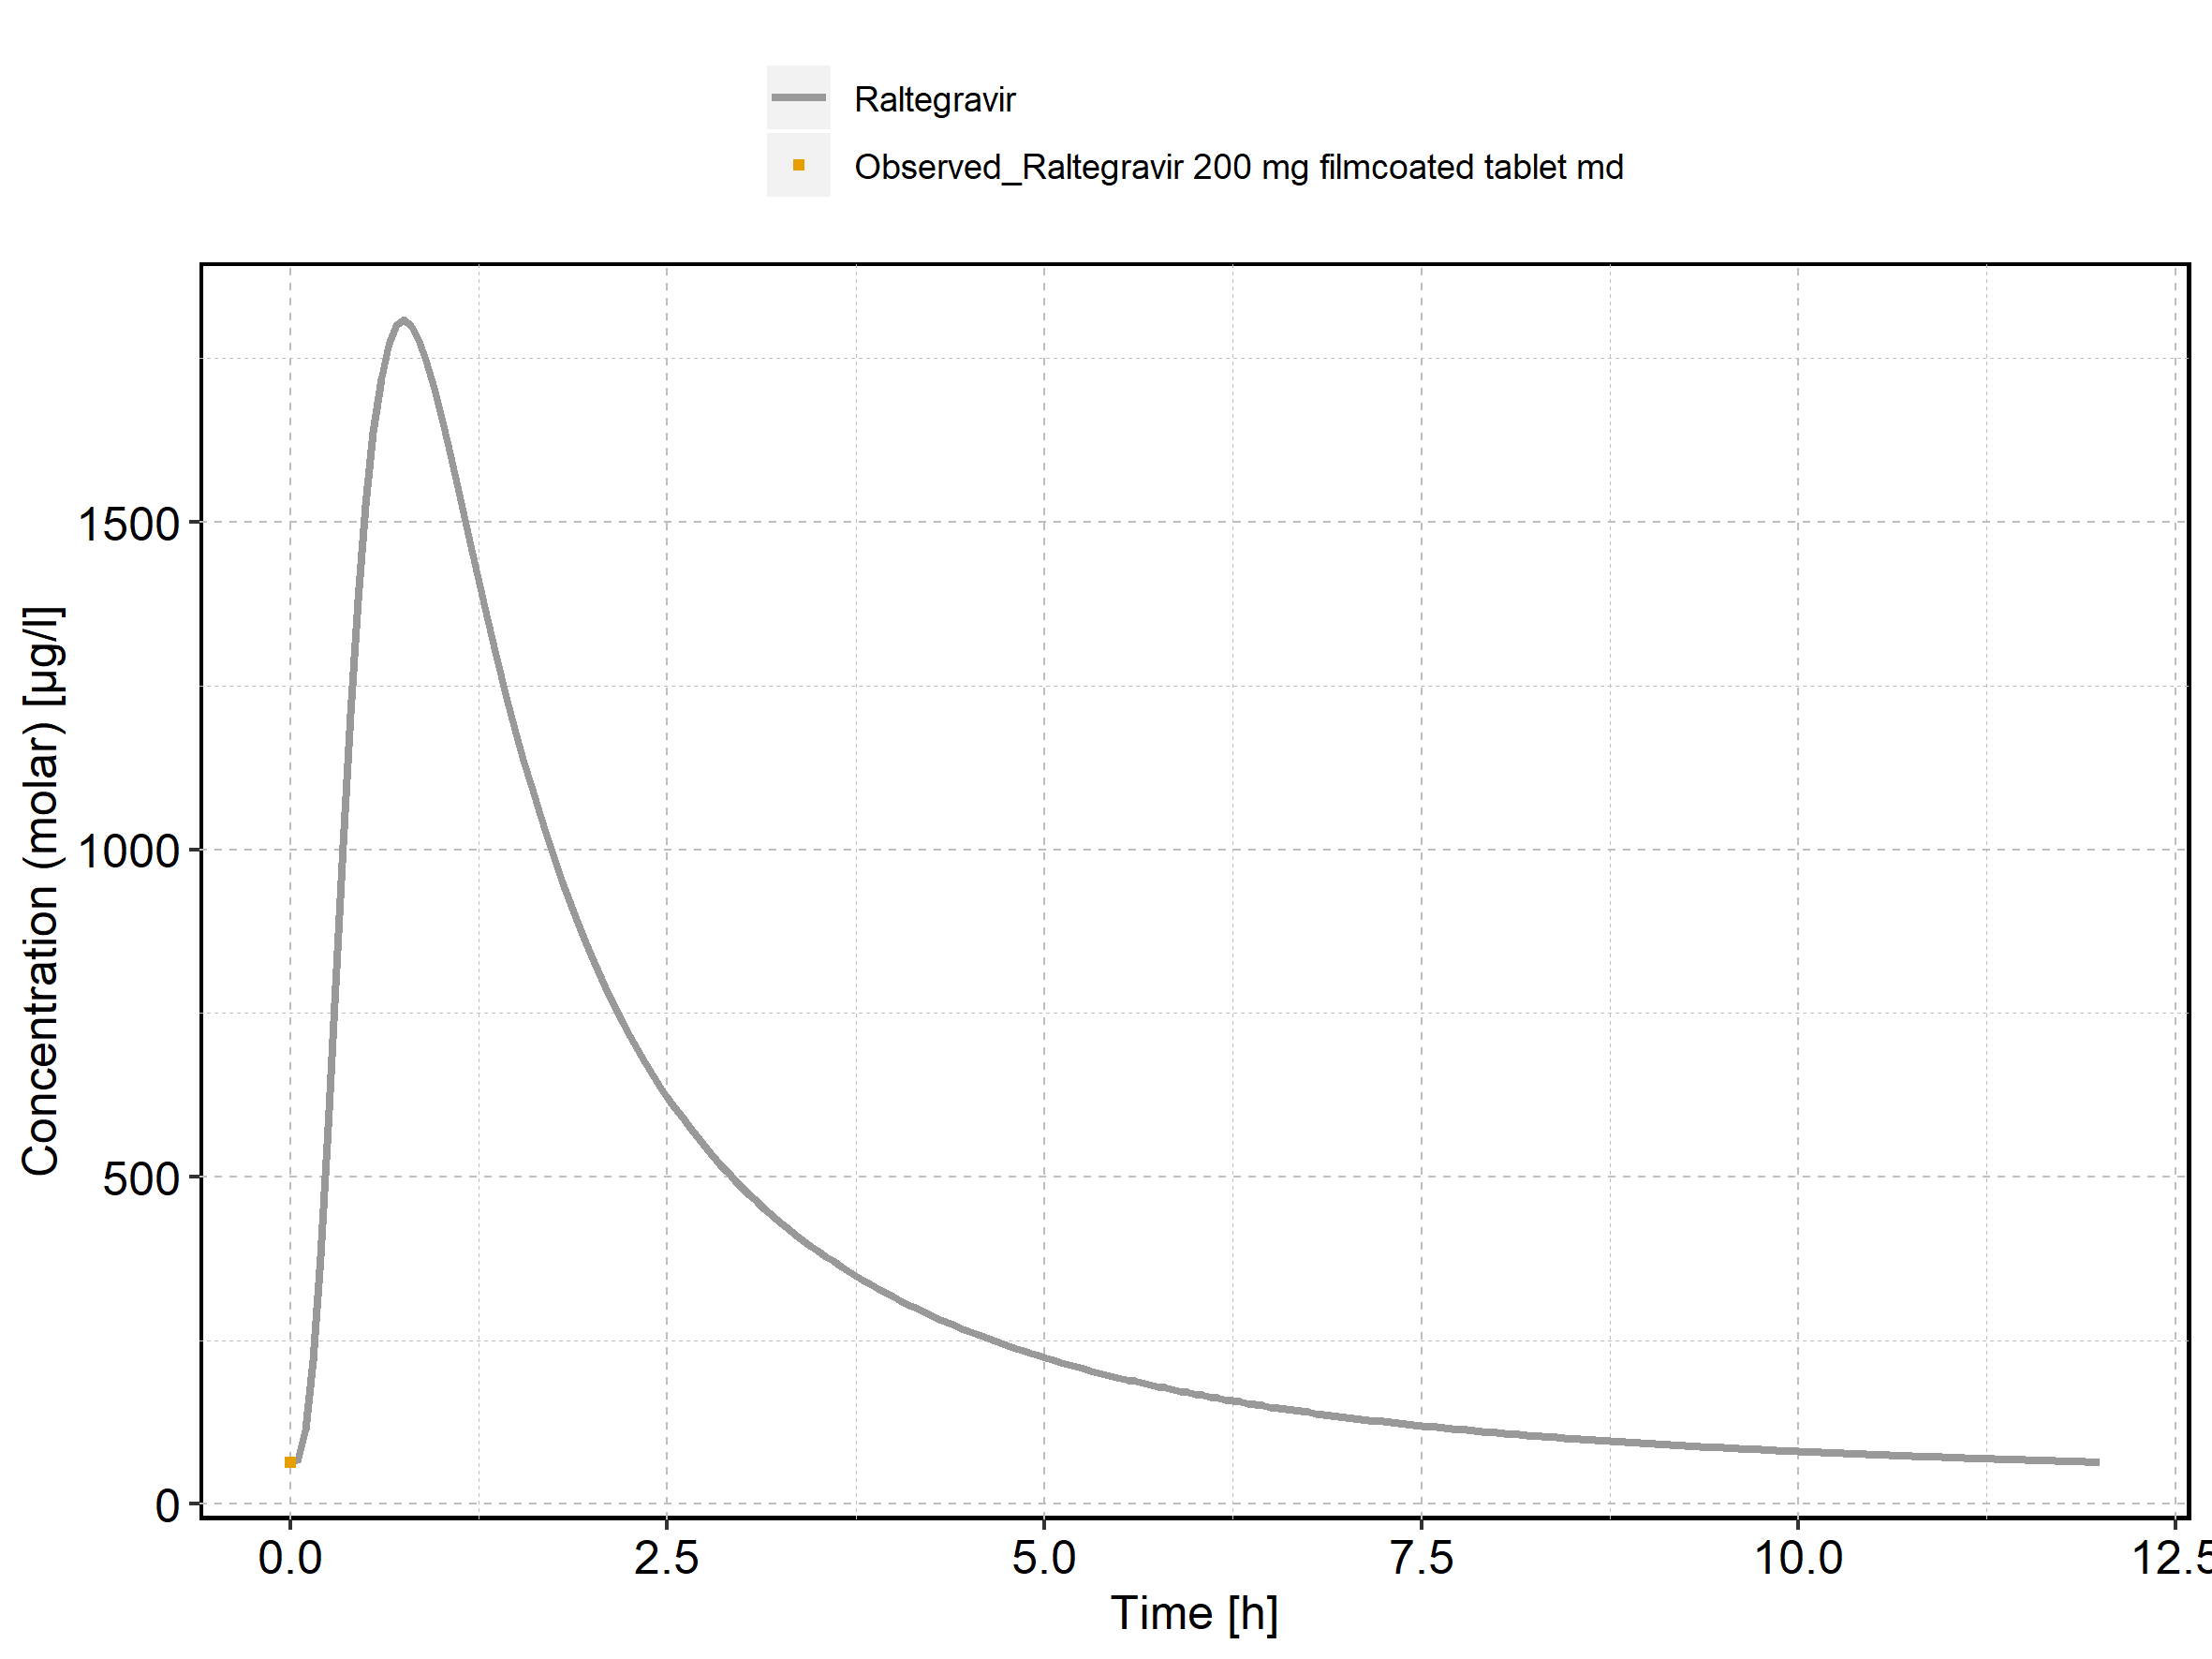 Raltegravir
Observed_Raltegravir 200 mg filmcoated tablet md
Concentration (molar) [µg/l]
1500
1000
500
0
0.0 2.5 5.0 7.5 10.0 12.5
Time [h]